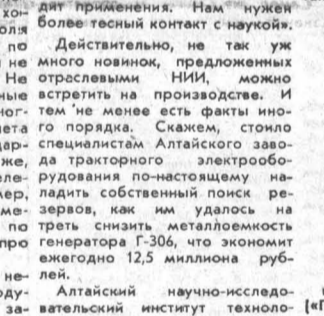 дит применения. Нам нужен
более тесный контакт с наукой».
Действительно, не так уж
много новинок, предложенных
отраслевыми НИИ, можно
встретить на производстве. И
тем не менее есть факты ино-
го порядка. Скажем, стоило
специалистам Алтайского заво-
да тракторного электрообо-
рудования по-настоящему на-
ладить собственный поиск ре-
зервов, как им удалось на
треть снизить металлоемкость
генератора Г-306, что экономит
ежегодно 12,5 миллиона руб-
лей.
Алтайский научно-исследо-
вательский институт техноло-